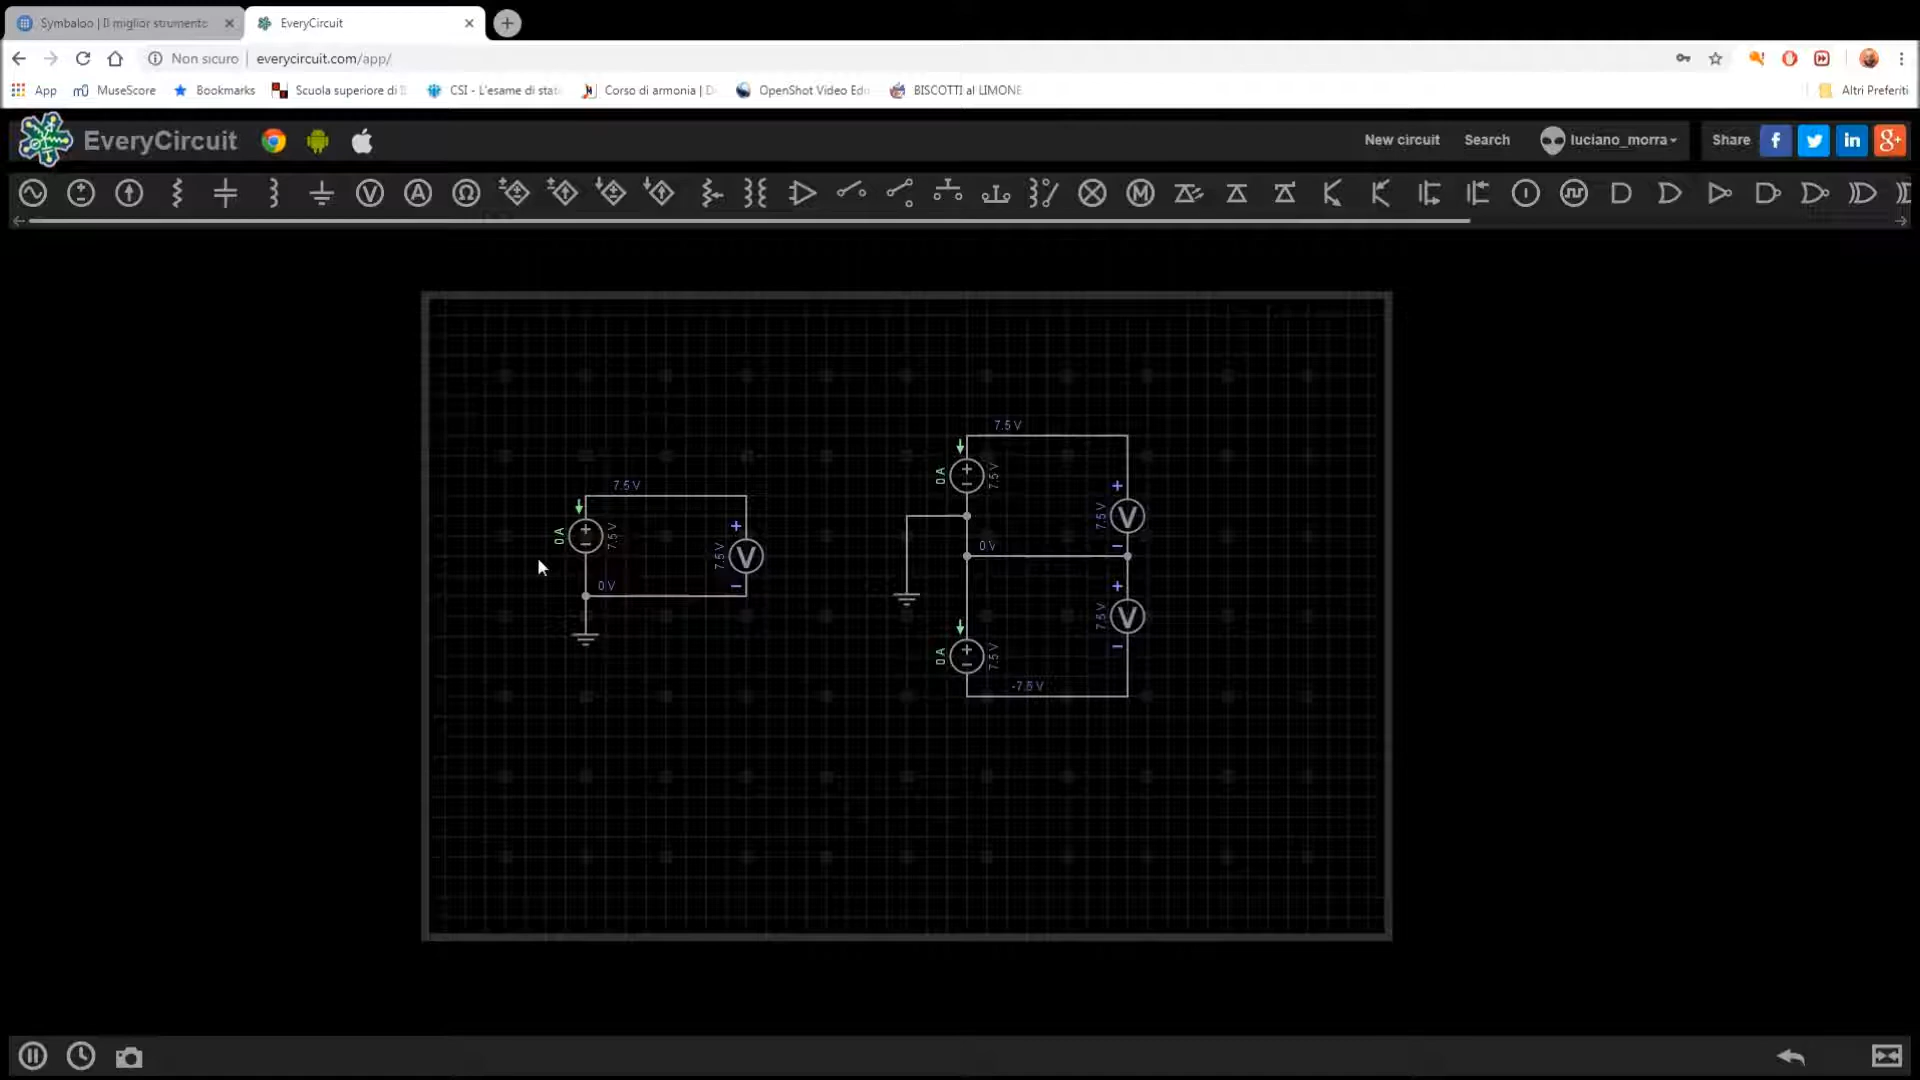 Symbaloo | Il miglior strumento
EveryCircuit
Non sicuro
everycircuit.com/app/
App
MuseScore
Bookmarks
Scuola superiore di
CSI - L'esame di stat
Corso di armonia | D
OpenShot Video Edi
BISCOTTI al LIMONE
Altri Preferiti
EveryCircuit
New circuit
Search
luciano_morra
Share
f
in
g+
V
A
Ω
M
7.5 V
0 A
7.5 V
7.5 V
V
0 V
7.5 V
0 A
7.5 V
7.5 V
V
0 V
0 A
7.5 V
7.5 V
V
-7.5 V